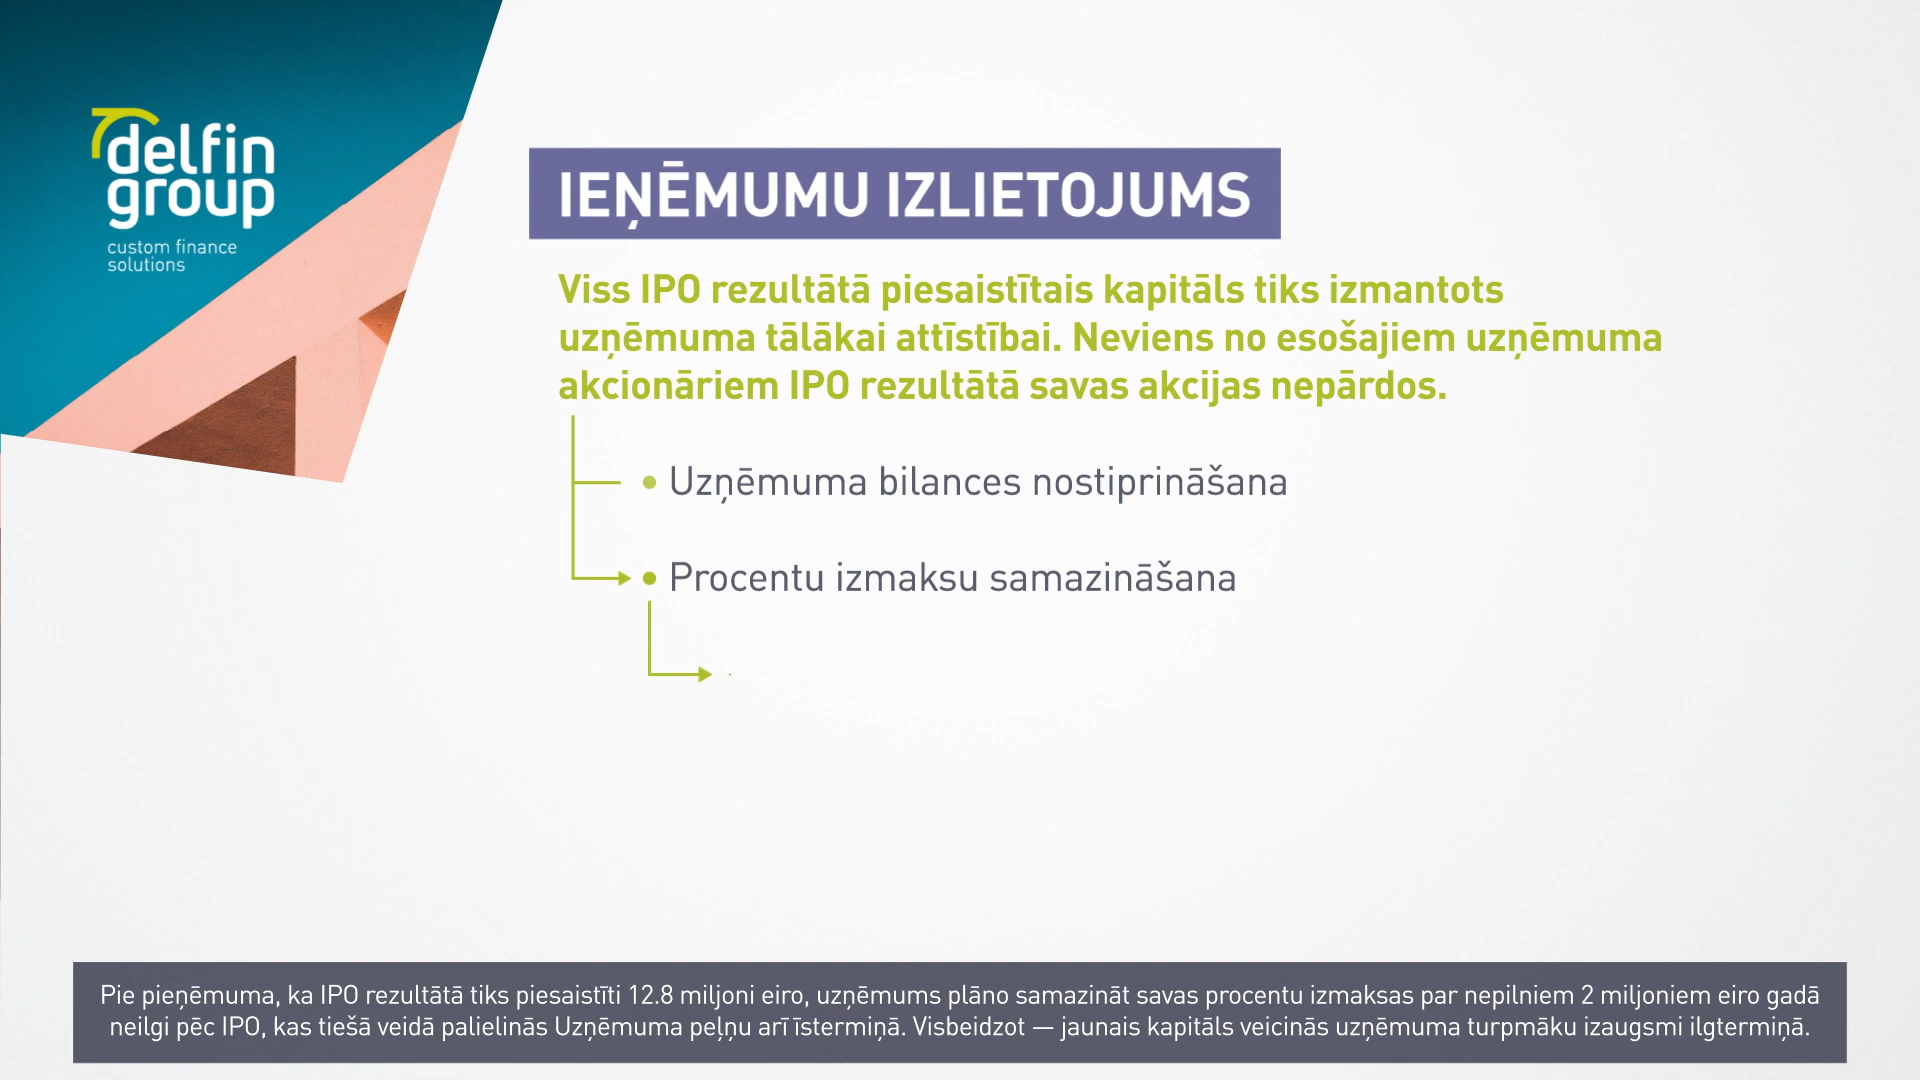 delfin
group
custom finance
solutions
IEŅĒMUMU IZLIETOJUMS
Viss IPO rezultātā piesaistītais kapitāls tiks izmantots
uzņēmuma tālākai attīstībai. Neviens no esošajiem uzņēmuma
akcionāriem IPO rezultātā savas akcijas nepārdos.
• Uzņēmuma bilances nostiprināšana
• Procentu izmaksu samazināšana
Pie pieņēmuma, ka IPO rezultātā tiks piesaistīti 12.8 miljoni eiro, uzņēmums plāno samazināt savas procentu izmaksas par nepilniem 2 miljoniem eiro gadā
neilgi pēc IPO, kas tiešā veidā palielinās Uzņēmuma peļņu arī īstermiņā. Visbeidzot — jaunais kapitāls veicinās uzņēmuma turpmāku izaugsmi ilgtermiņā.